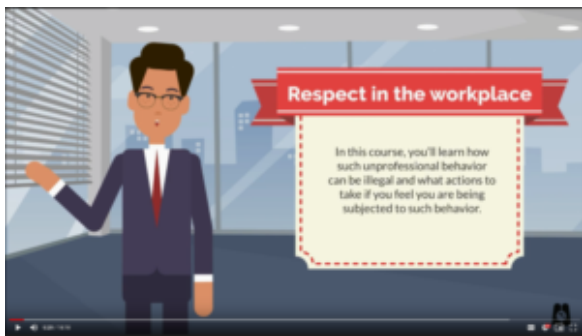 Respect in the workplace
In this course, you'll learn how
such unprofessional behavior
can be illegal and what actions to
take if you feel you are being
subjected to such behavior.